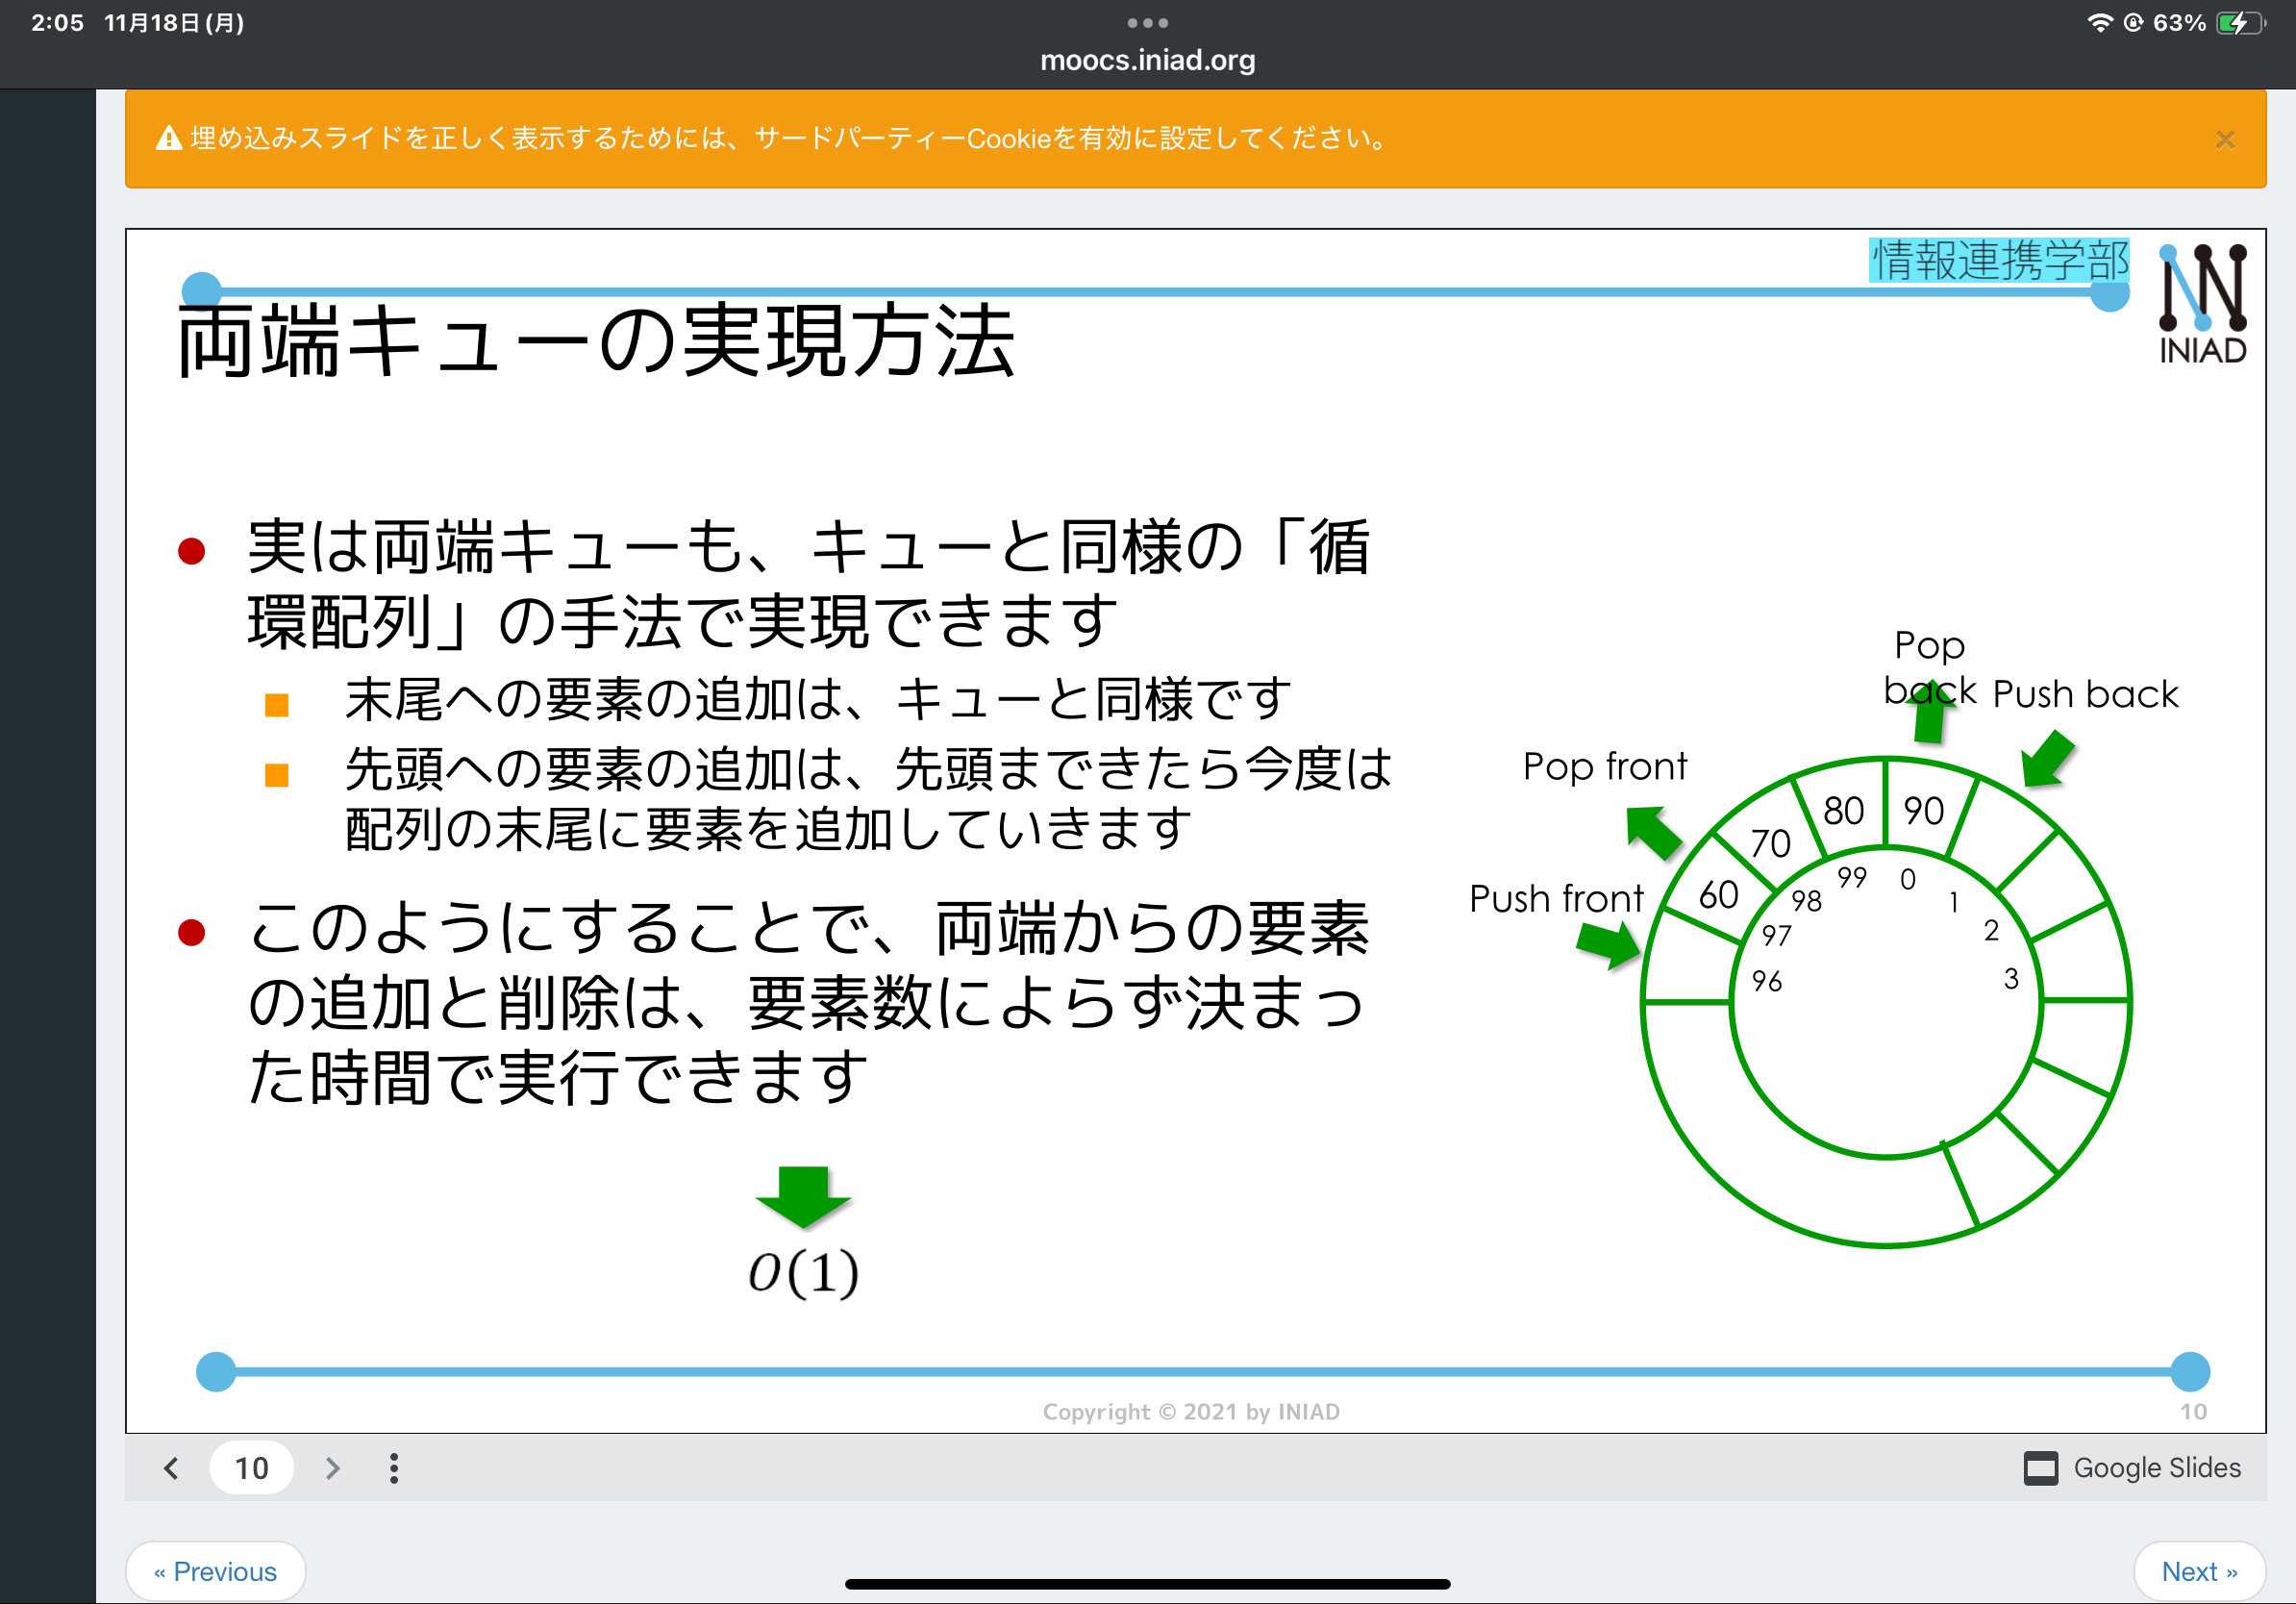 2:05 11月18日(月)
63%
moocs.iniad.org
埋め込みスライドを正しく表示するためには、サードパーティーCookieを有効に設定してください。
×
情報連携学部
INIAD
両端キューの実現方法
実は両端キューも、キューと同様の「循
環配列」の手法で実現できます
末尾への要素の追加は、キューと同様です
先頭への要素の追加は、先頭まできたら今度は
配列の末尾に要素を追加していきます
このようにすることで、両端からの要素
の追加と削除は、要素数によらず決まっ
た時間で実行できます
O(1)
Pop
back
Push back
Pop front
Push front
60
70
80
90
96
97
98
99
0
1
2
3
Copyright © 2021 by INIAD
10
10
Google Slides
« Previous
Next »